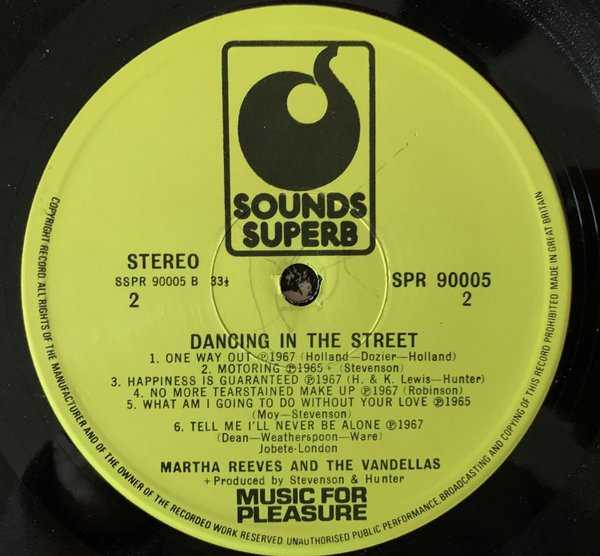 SOUNDS
SUPERB
STEREO
SSPR 90005 B 33⅓
2
SPR 90005
2
DANCING IN THE STREET
1. ONE WAY OUT ℗1967 (Holland—Dozier—Holland)
2. MOTORING ℗1965+ (Stevenson)
3. HAPPINESS IS GUARANTEED ℗1967 (H. & K. Lewis—Hunter)
4. NO MORE TEARSTAINED MAKE UP ℗1967 (Robinson)
5. WHAT AM I GOING TO DO WITHOUT YOUR LOVE ℗1965
(Moy—Stevenson)
6. TELL ME I'LL NEVER BE ALONE ℗1967
(Dean—Weatherspoon—Ware)
Jobete-London
MARTHA REEVES AND THE VANDELLAS
+Produced by Stevenson & Hunter
MUSIC FOR
PLEASURE
COPYRIGHT RECORD. ALL RIGHTS OF THE MANUFACTURER AND OF THE OWNER OF THE RECORDED WORK RESERVED. UNAUTHORISED PUBLIC PERFORMANCE, BROADCASTING AND COPYING OF THIS RECORD PROHIBITED. MADE IN GREAT BRITAIN